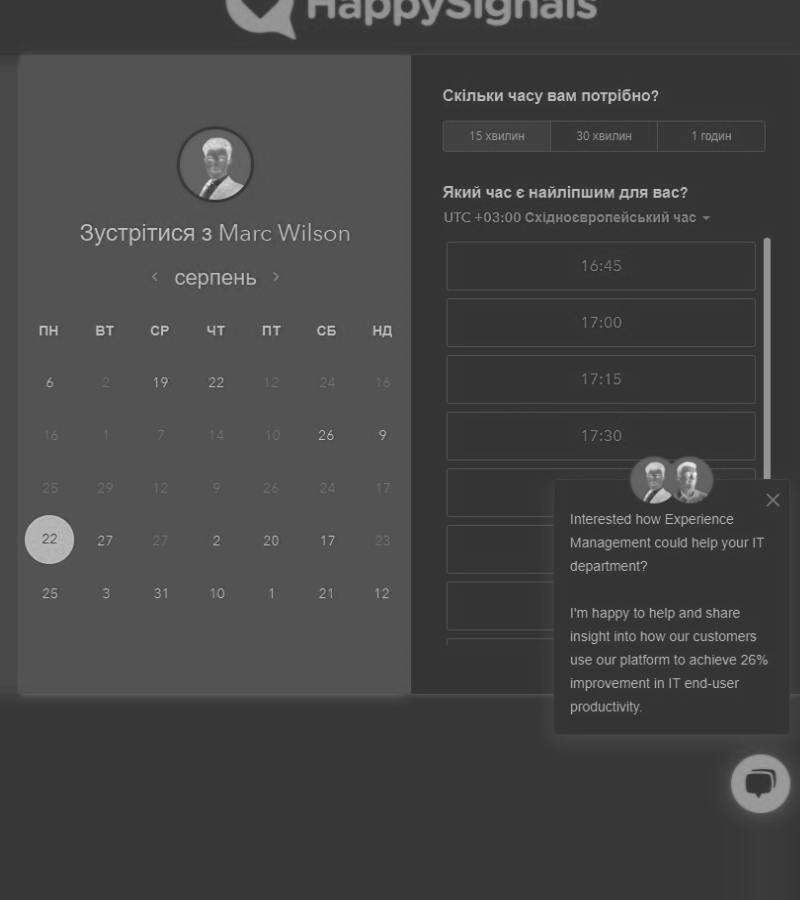 HappySignals
Зустрітися з Marc Wilson
серпень
ПН ВТ СР ЧТ ПТ СБ НД
6 2 19 22 12 24 16
16 1 7 14 10 26 9
25 29 12 9 26 24 17
22 27 27 2 20 17 23
25 3 31 10 1 21 12
Скільки часу вам потрібно?
15 хвилин 30 хвилин 1 годин
Який час є найліпшим для вас?
UTC +03:00 Східноєвропейський час
16:45
17:00
17:15
17:30
Interested how Experience
Management could help your IT
department?
I'm happy to help and share
insight into how our customers
use our platform to achieve 26%
improvement in IT end-user
productivity.